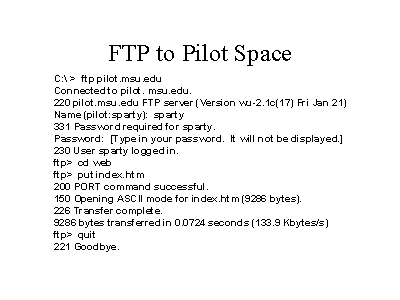 FTP to Pilot Space
C:\ > ftp pilot.msu.edu
Connected to pilot. msu.edu.
220 pilot.msu.edu FTP server (Version wu-2.1c(17) Fri Jan 21)
Name (pilot:sparty): sparty
331 Password required for sparty.
Password: [Type in your password. It will not be displayed.]
230 User sparty logged in.
ftp> cd web
ftp> put index.htm
200 PORT command successful.
150 Opening ASCII mode for index.htm (9286 bytes).
226 Transfer complete.
9286 bytes transferred in 0.0724 seconds (133.9 Kbytes/s)
ftp> quit
221 Goodbye.